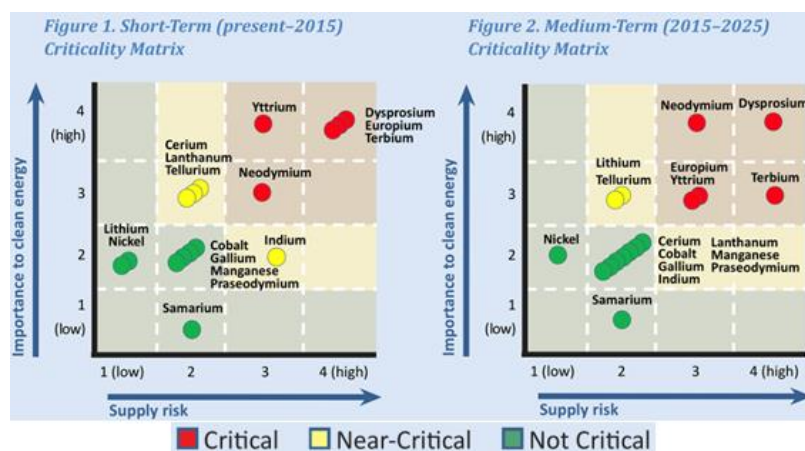 Figure 1. Short-Term (present–2015)
Criticality Matrix
Importance to clean energy
4
(high)
3
2
1
(low)
Yttrium
Dysprosium
Europium
Terbium
Cerium
Lanthanum
Tellurium
Neodymium
Lithium
Nickel
Cobalt
Gallium
Manganese
Praseodymium
Indium
Samarium
1 (low)
2
3
4 (high)
Supply risk
Figure 2. Medium-Term (2015–2025)
Criticality Matrix
Importance to clean energy
4
(high)
3
2
1
(low)
Neodymium
Dysprosium
Lithium
Tellurium
Europium
Yttrium
Terbium
Nickel
Cerium
Cobalt
Gallium
Indium
Lanthanum
Manganese
Praseodymium
Samarium
1 (low)
2
3
4 (high)
Supply risk
Critical
Near-Critical
Not Critical